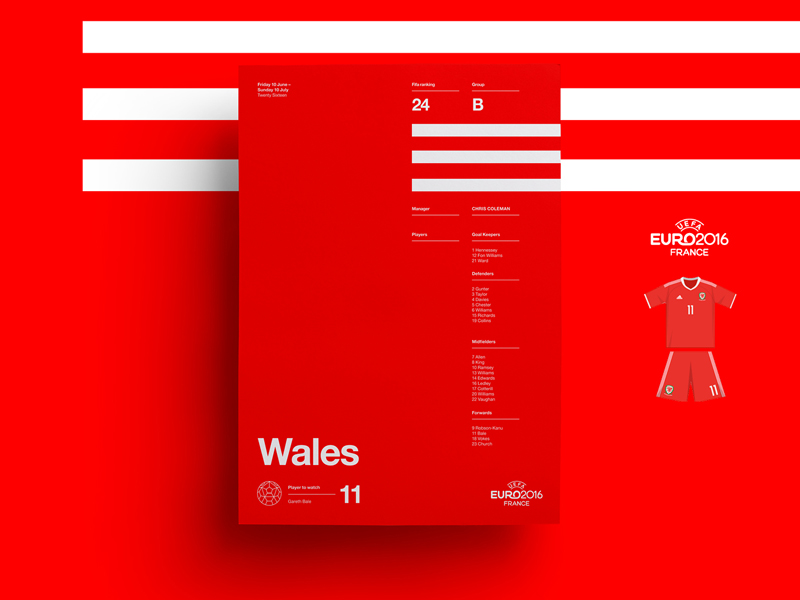 Friday 10 June –
Sunday 10 July
Twenty Sixteen
Fifa ranking
Group
24
B
Manager
CHRIS COLEMAN
Players
Goal Keepers
1 Hennessey
12 Fon Williams
21 Ward
Defenders
2 Gunter
3 Taylor
4 Davies
5 Chester
6 Williams
15 Richards
19 Collins
Midfielders
7 Allen
8 King
10 Ramsey
13 Williams
14 Edwards
16 Ledley
17 Cotterill
20 Williams
22 Vaughan
Forwards
9 Robson-Kanu
11 Bale
18 Vokes
23 Church
Wales
Player to watch
Gareth Bale
11
UEFA
EURO2016
FRANCE
UEFA
EURO2016
FRANCE
11
11